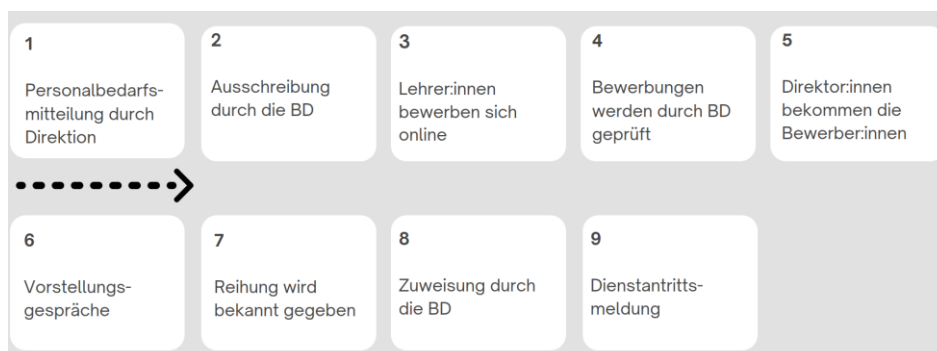 1
Personalbedarfs-
mitteilung durch
Direktion
2
Ausschreibung
durch die BD
3
Lehrer:innen
bewerben sich
online
4
Bewerbungen
werden durch BD
geprüft
5
Direktor:innen
bekommen die
Bewerber:innen
6
Vorstellungs-
gespräche
7
Reihung wird
bekannt gegeben
8
Zuweisung durch
die BD
9
Dienstantritts-
meldung